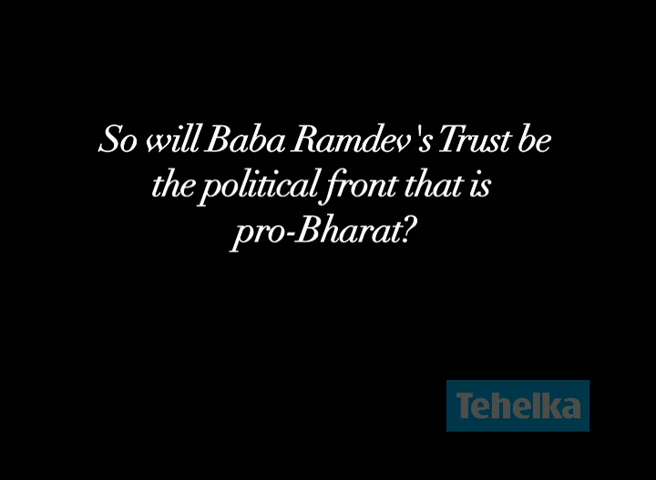 So will Baba Ramdev's Trust be
the political front that is
pro-Bharat?
Tehelka